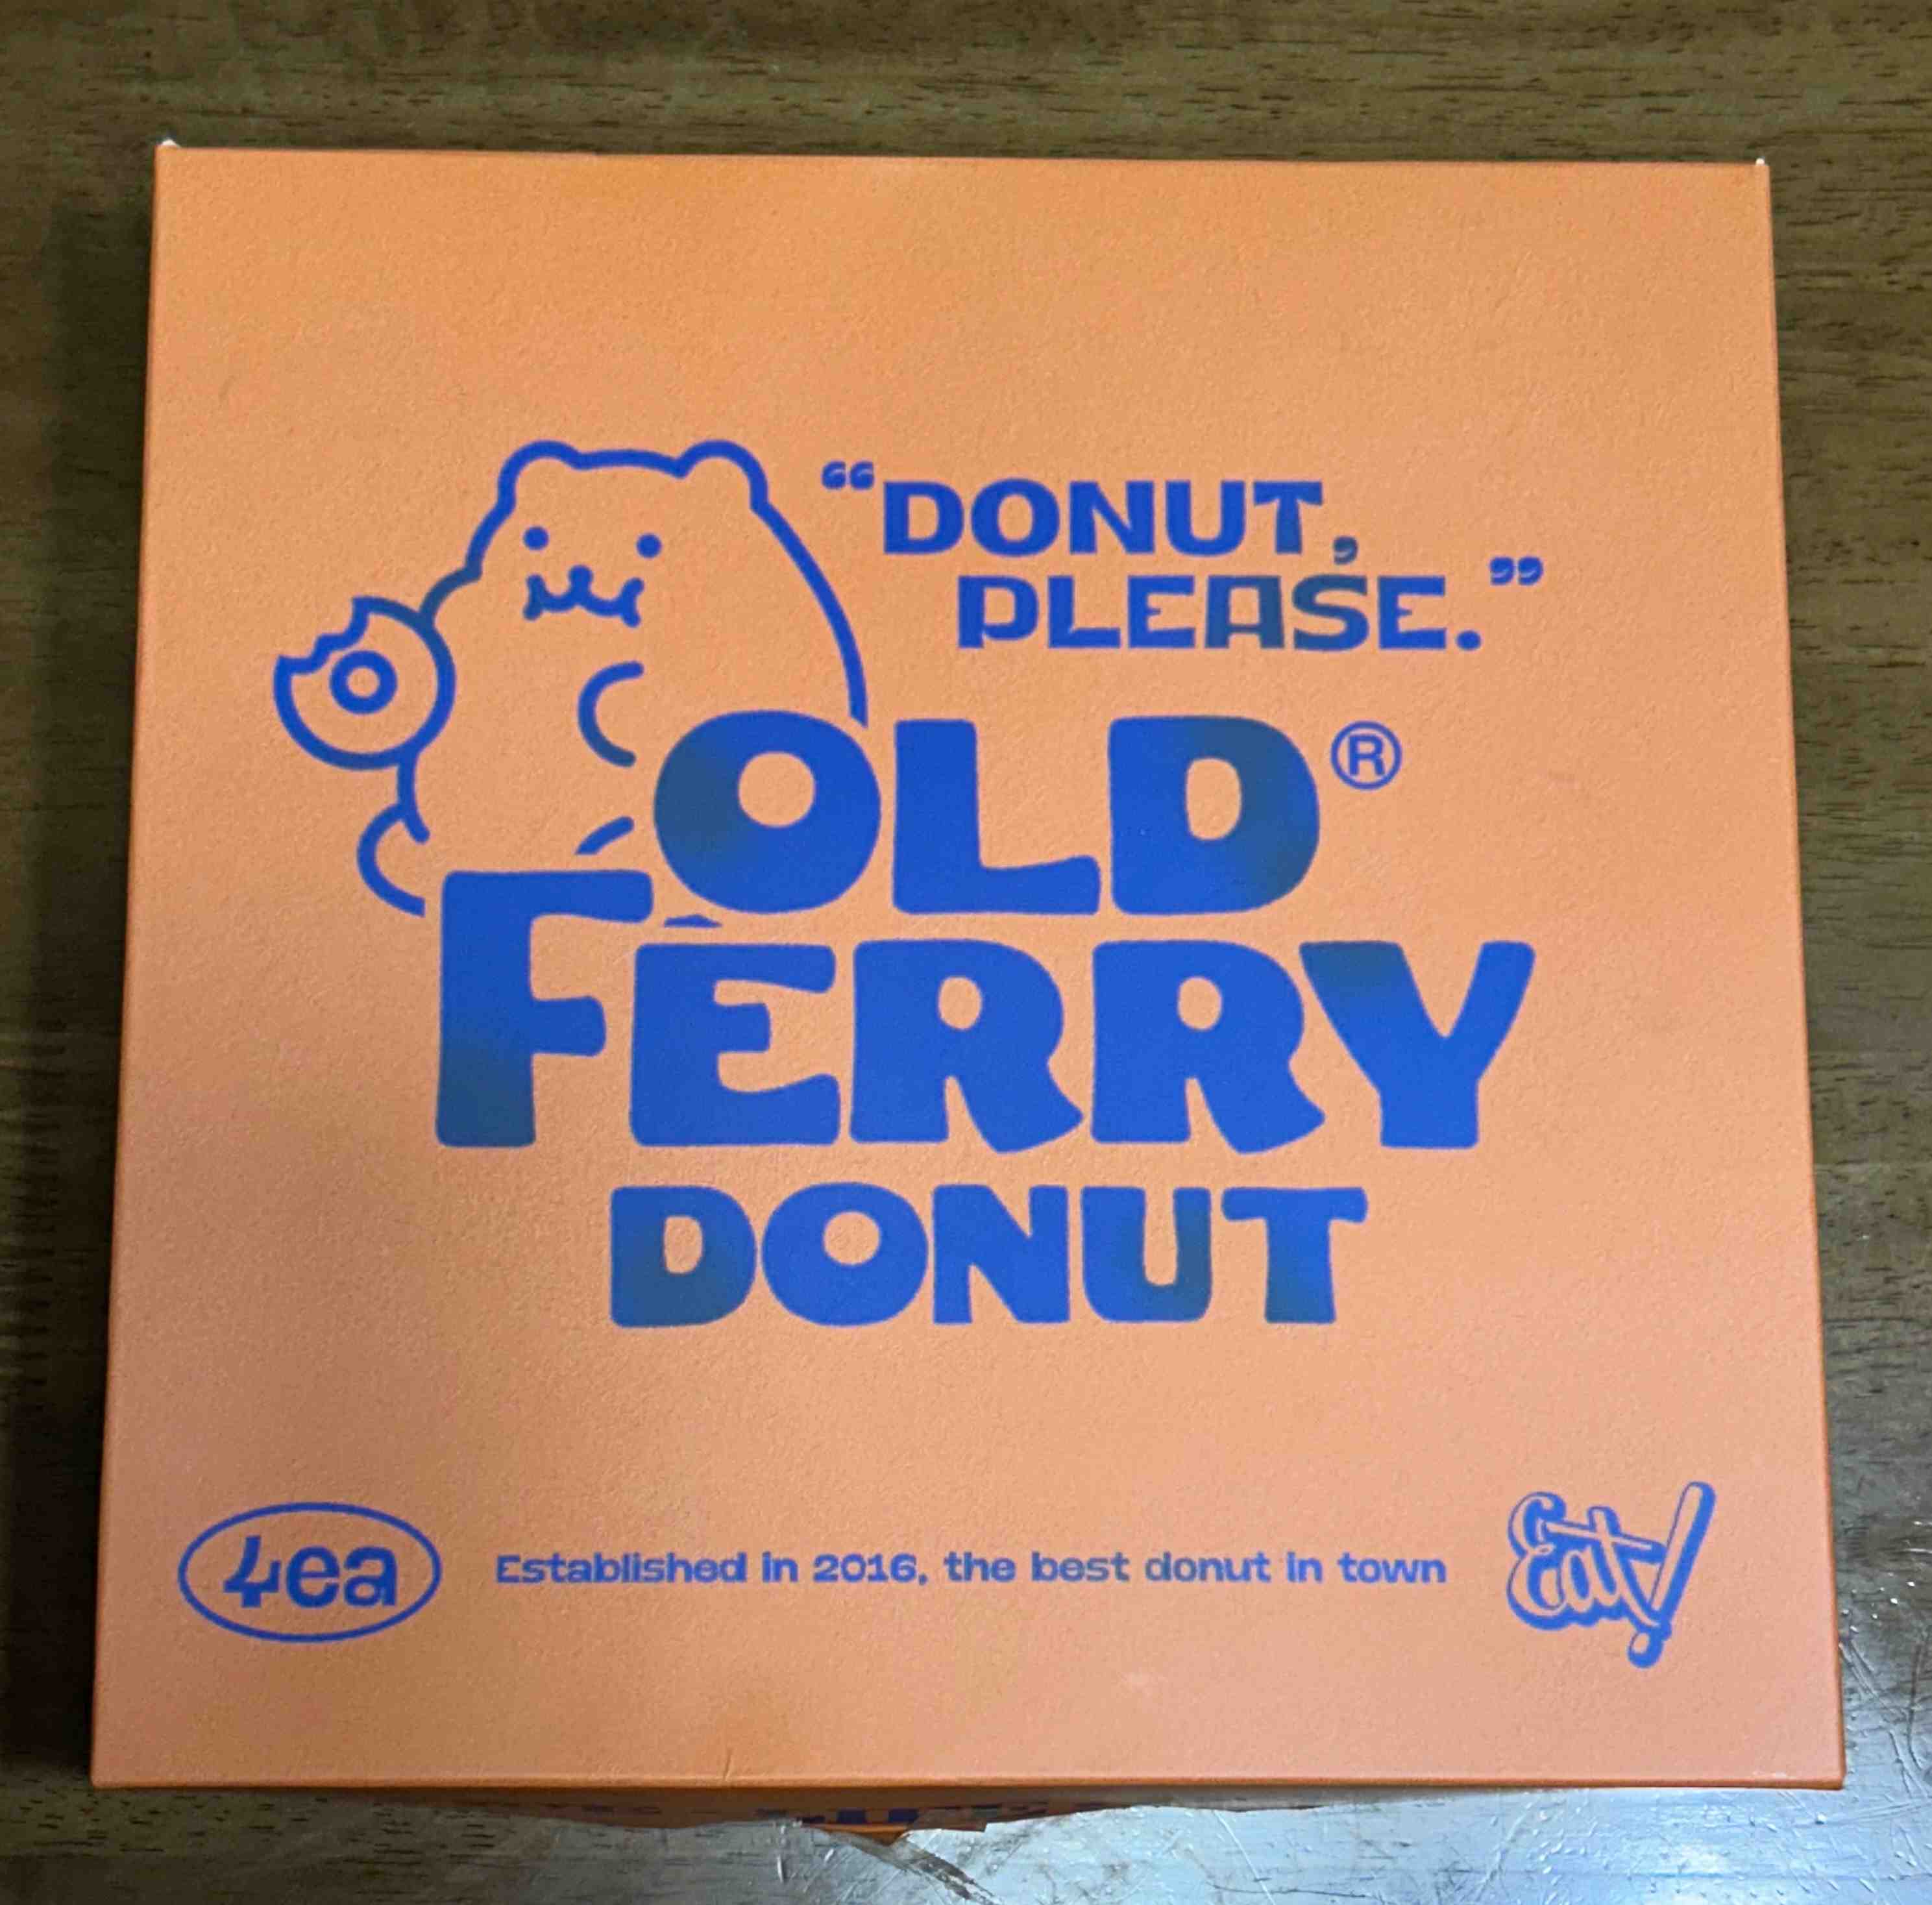 “DONUT,
PLEASE.”
OLD®
FERRY
DONUT
4ea
Established in 2016, the best donut in town
Eat!